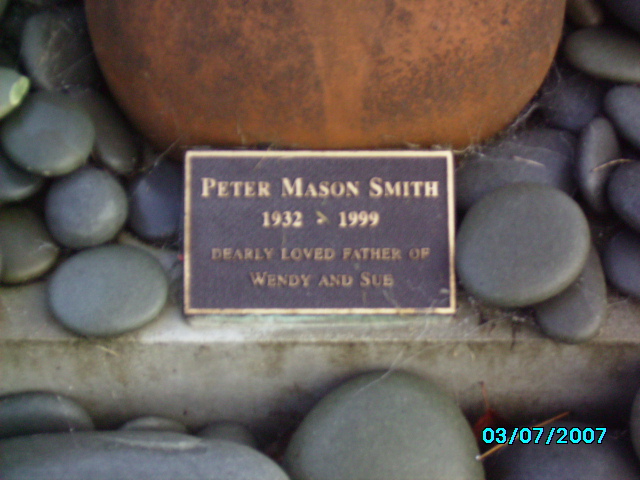 PETER MASON SMITH
1932 > 1999
DEARLY LOVED FATHER OF
WENDY AND SUE
03/07/2007